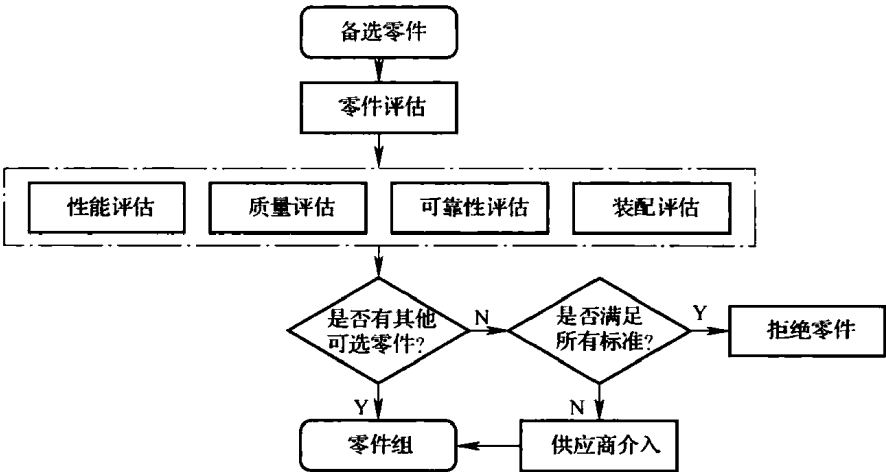 备选零件
零件评估
性能评估
质量评估
可靠性评估
装配评估
是否有其他
可选零件?
N
是否满足
所有标准?
Y
拒绝零件
Y
N
零件组
供应商介入